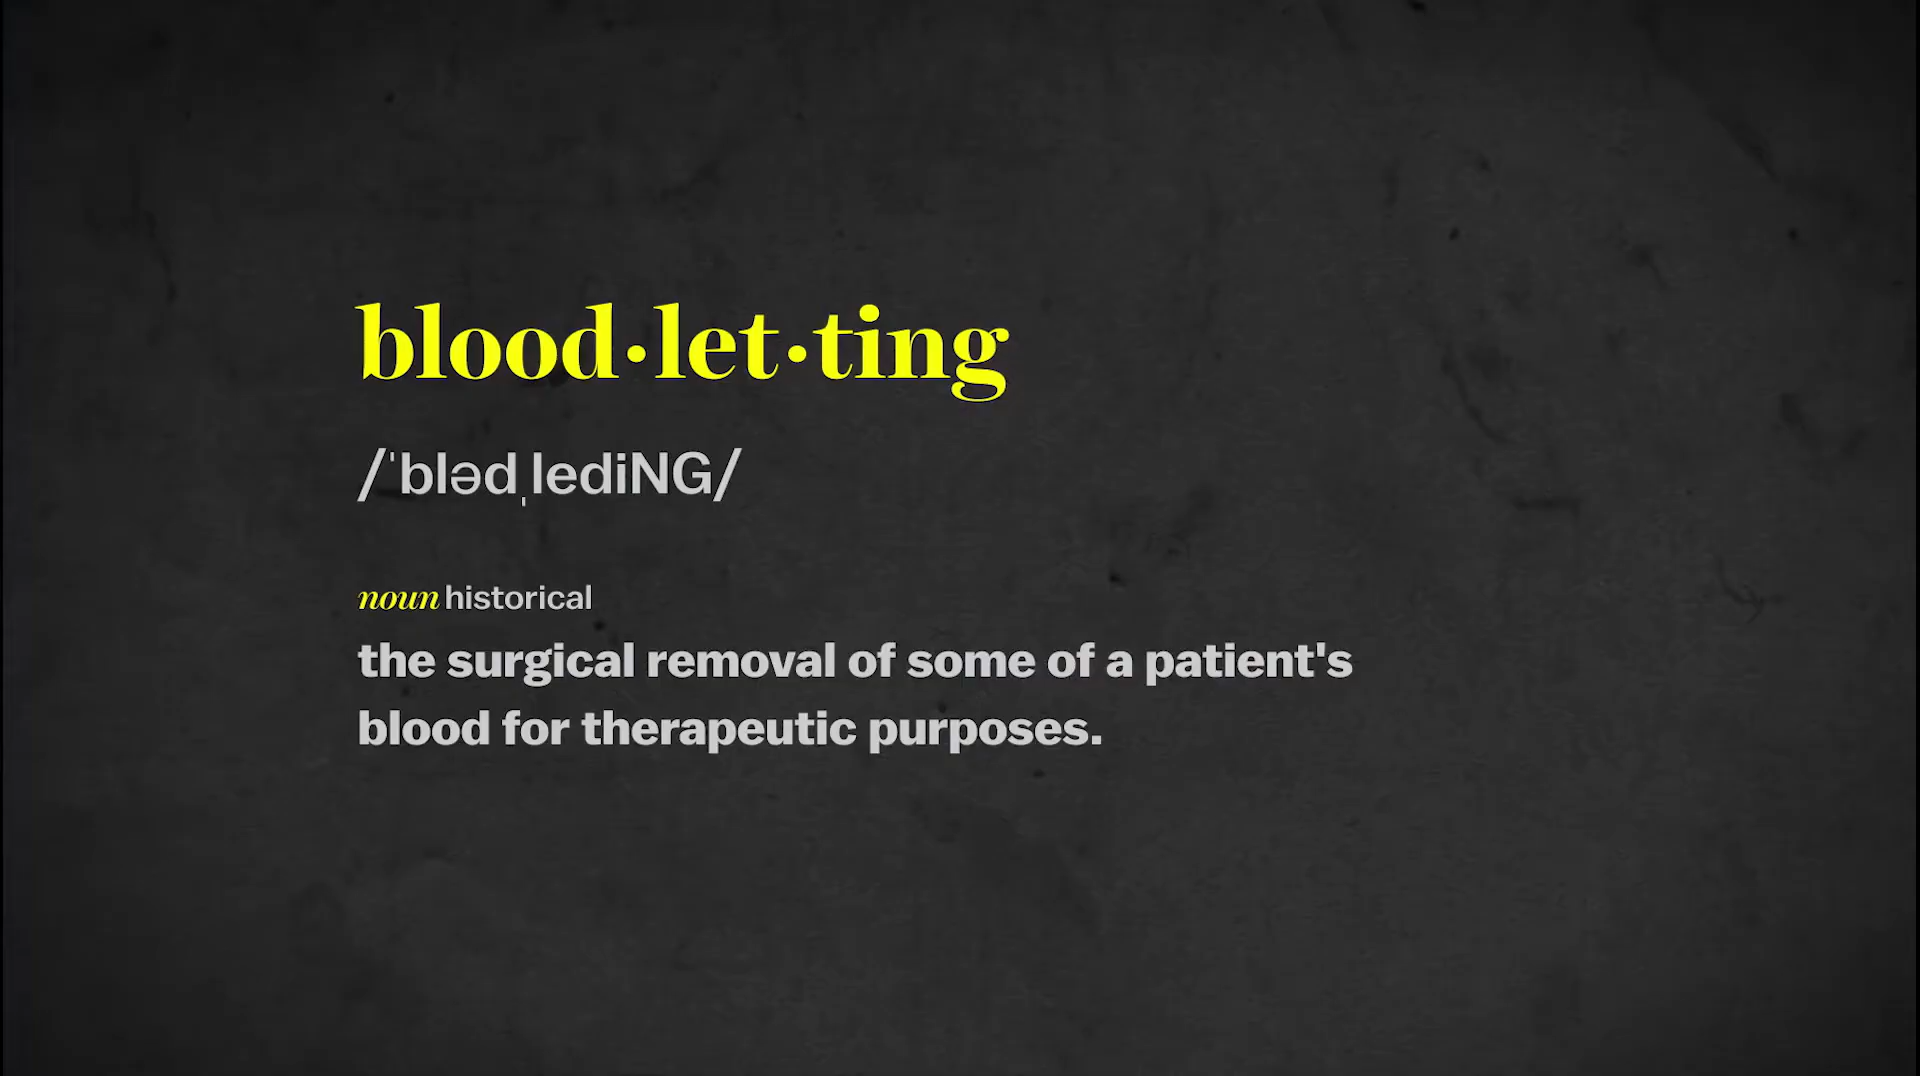 blood·let·ting
/ˈblədˌlediNG/
noun historical
the surgical removal of some of a patient's
blood for therapeutic purposes.